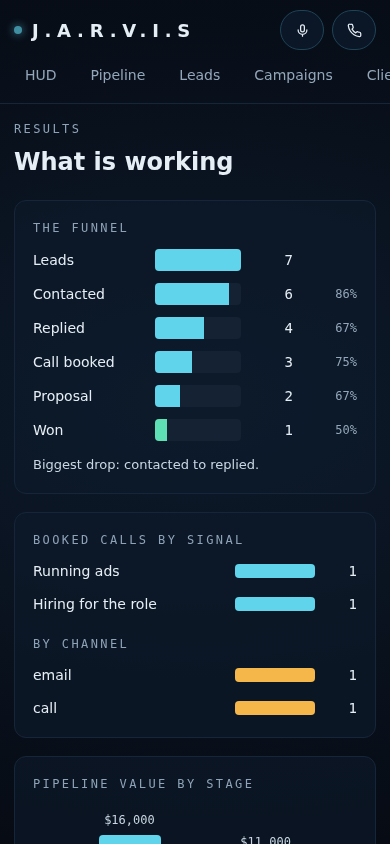 J.A.R.V.I.S
HUD Pipeline Leads Campaigns Clie
RESULTS
What is working
THE FUNNEL
Leads 7
Contacted 6 86%
Replied 4 67%
Call booked 3 75%
Proposal 2 67%
Won 1 50%
Biggest drop: contacted to replied.
BOOKED CALLS BY SIGNAL
Running ads 1
Hiring for the role 1
BY CHANNEL
email 1
call 1
PIPELINE VALUE BY STAGE
$16,000
$11,000